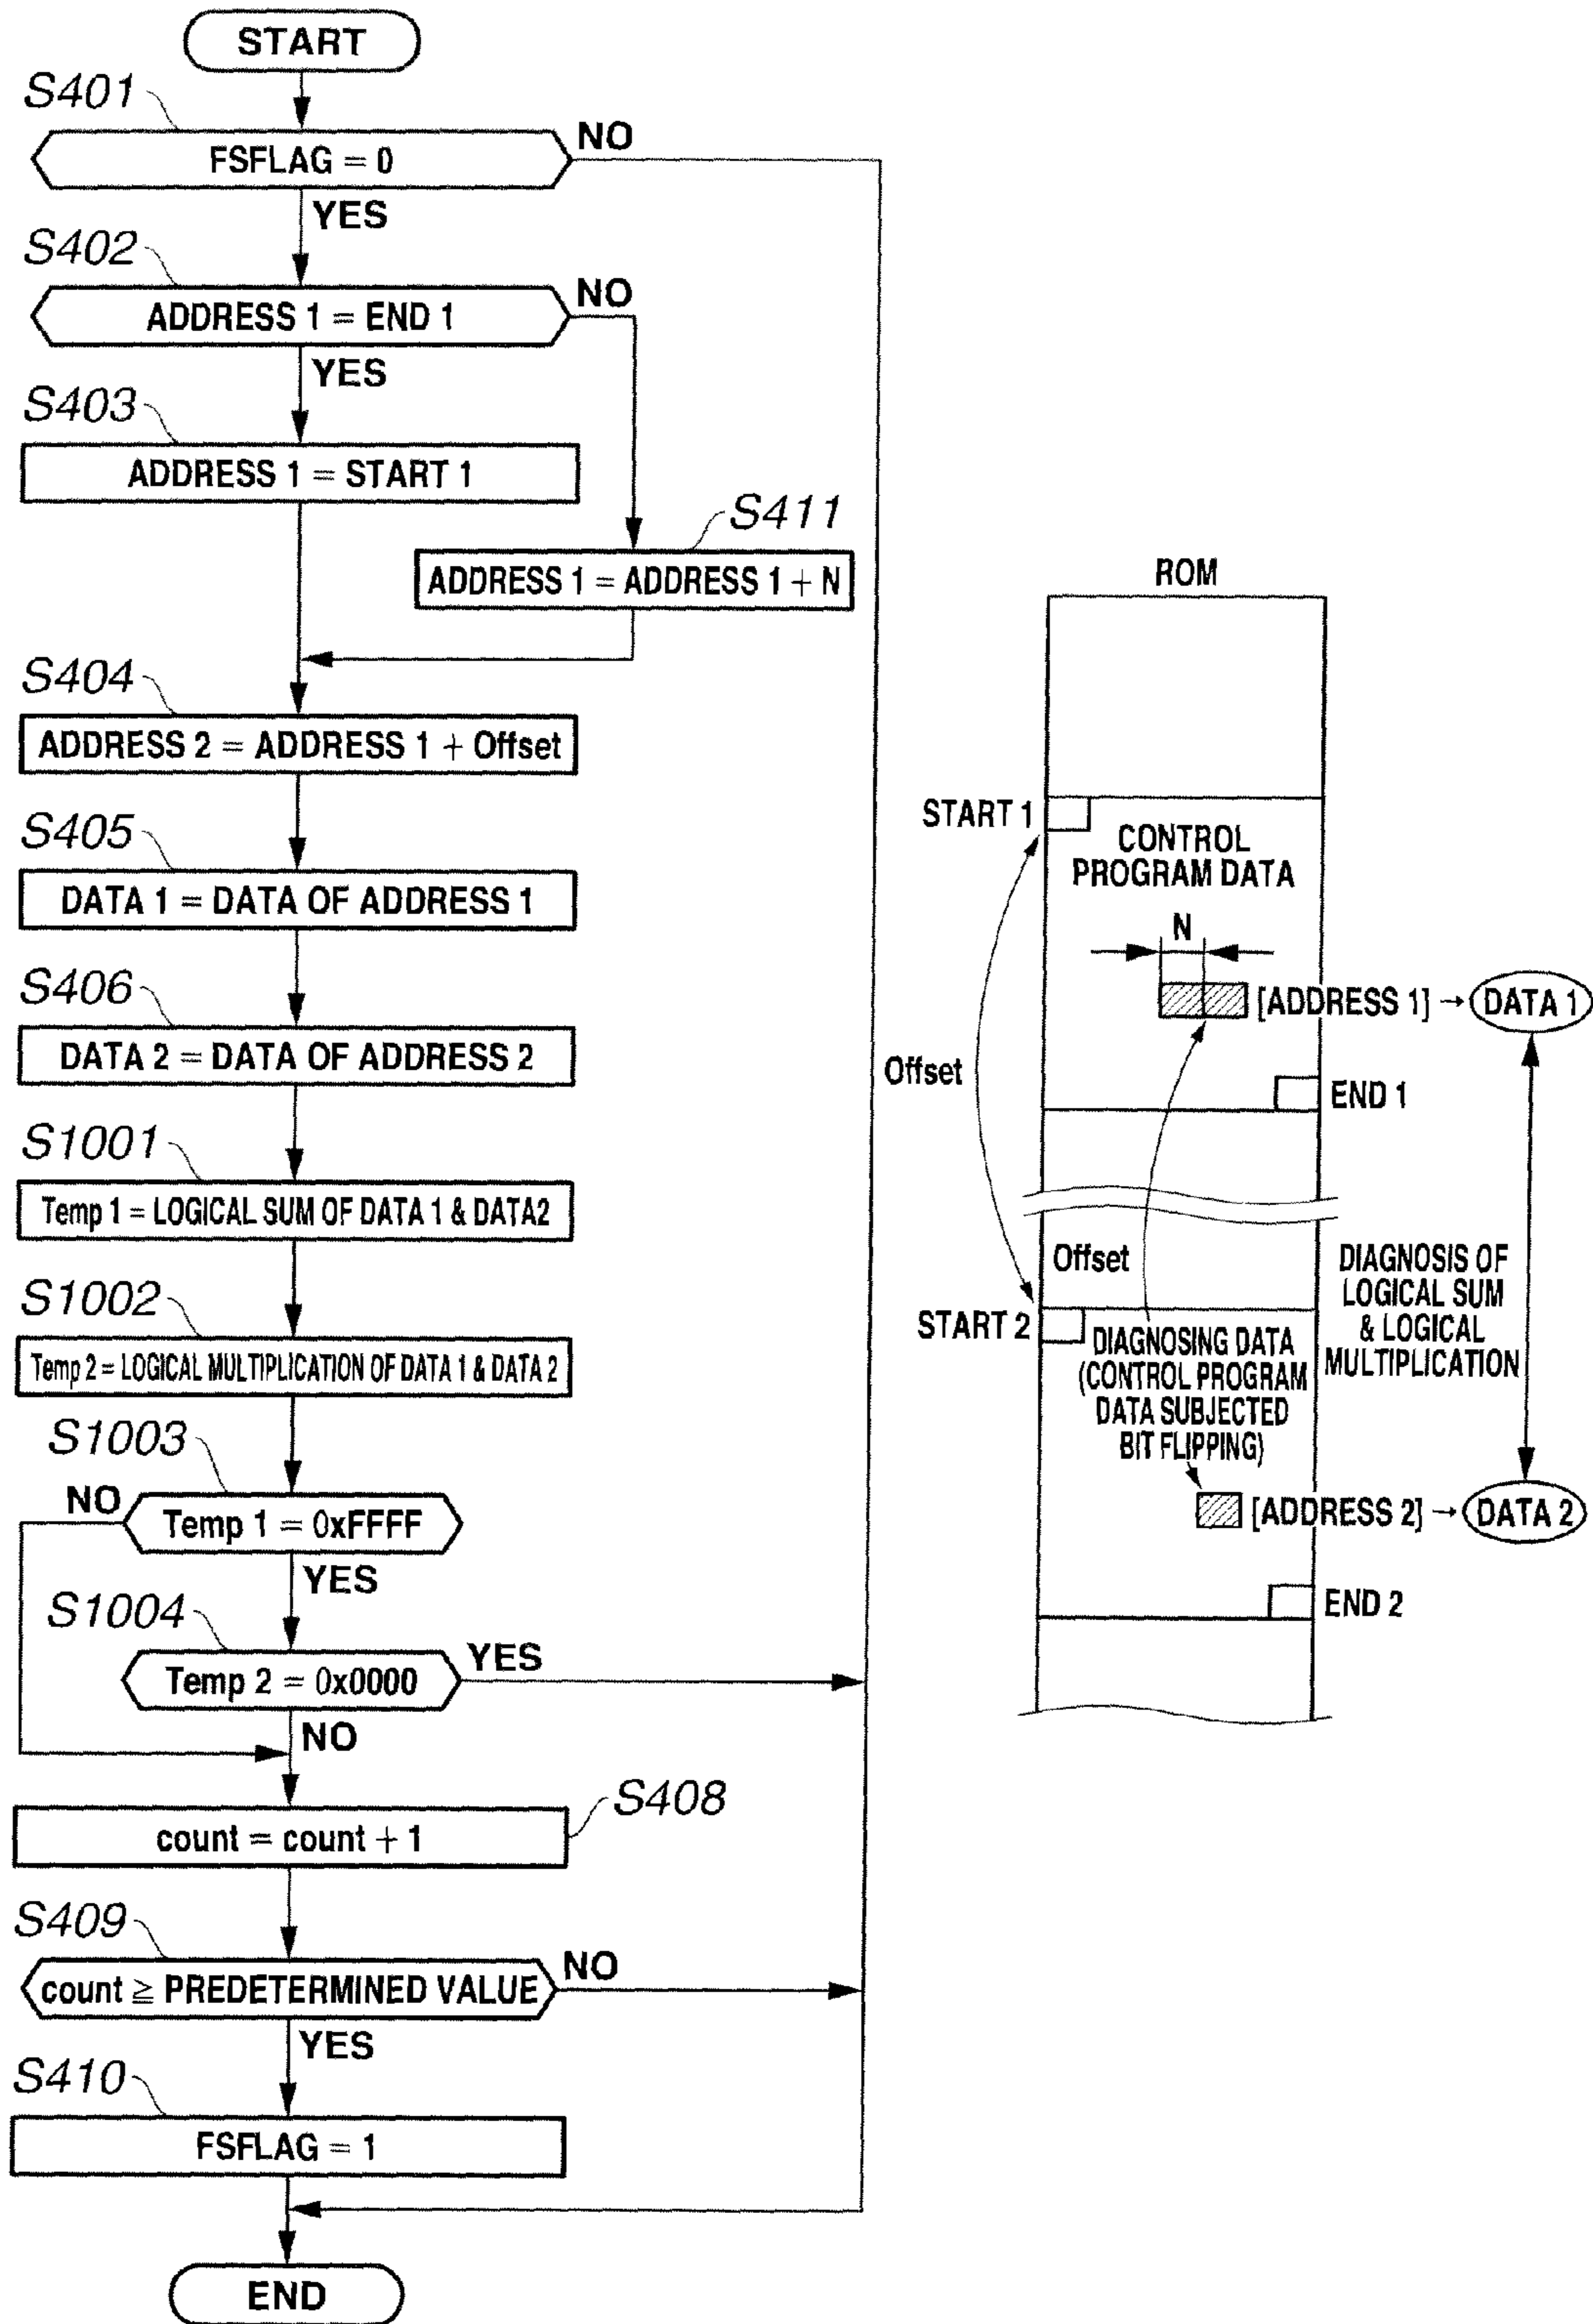 START
S401
FSFLAG = 0
NO
YES
S402
ADDRESS 1 = END 1
NO
YES
S403
ADDRESS 1 = START 1
S411
ADDRESS 1 = ADDRESS 1 + N
S404
ADDRESS 2 = ADDRESS 1 + Offset
S405
DATA 1 = DATA OF ADDRESS 1
S406
DATA 2 = DATA OF ADDRESS 2
S1001
Temp 1 = LOGICAL SUM OF DATA 1 & DATA2
S1002
Temp 2 = LOGICAL MULTIPLICATION OF DATA 1 & DATA 2
S1003
NO
Temp 1 = 0xFFFF
YES
S1004
Temp 2 = 0x0000
YES
NO
S408
count = count + 1
S409
count ≧ PREDETERMINED VALUE
NO
YES
S410
FSFLAG = 1
END
ROM
START 1
CONTROL
PROGRAM DATA
N
[ADDRESS 1] → DATA 1
Offset
END 1
Offset
DIAGNOSIS OF
LOGICAL SUM
& LOGICAL
MULTIPLICATION
START 2
DIAGNOSING DATA
(CONTROL PROGRAM
DATA SUBJECTED
BIT FLIPPING)
[ADDRESS 2] → DATA 2
END 2